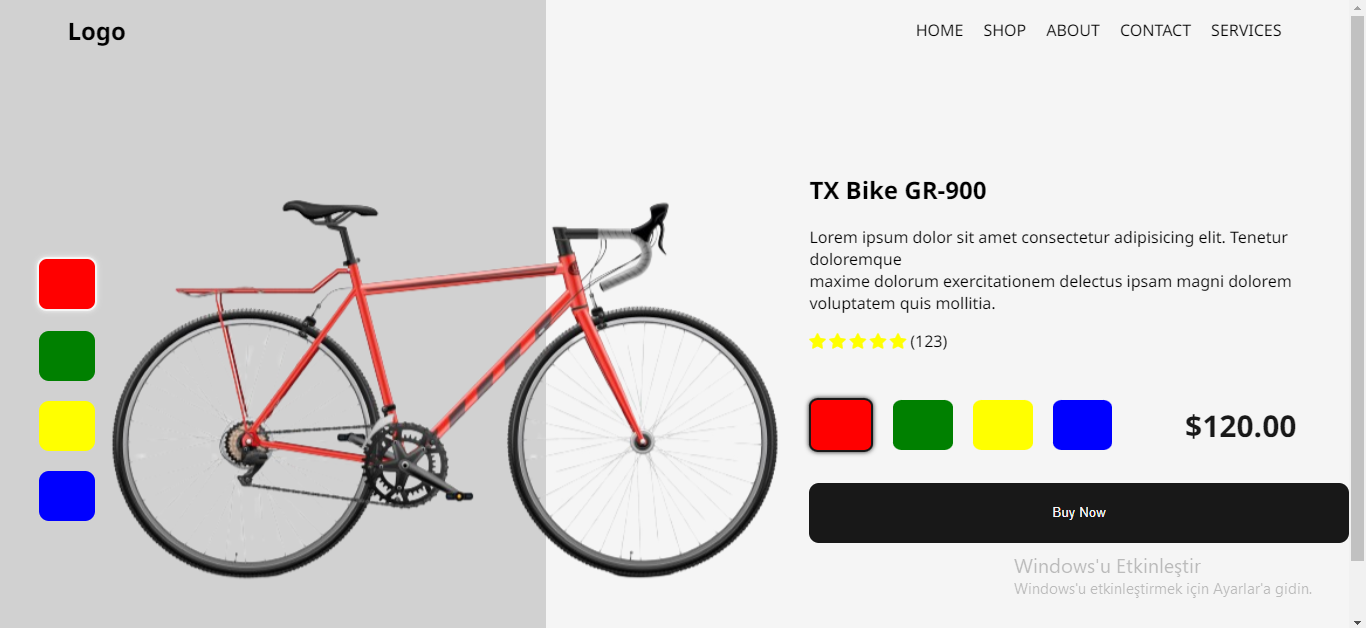 Logo
HOME SHOP ABOUT CONTACT SERVICES
TX Bike GR-900
Lorem ipsum dolor sit amet consectetur adipisicing elit. Tenetur
doloremque
maxime dolorum exercitationem delectus ipsam magni dolorem
voluptatem quis mollitia.
(123)
$120.00
Buy Now
Windows'u Etkinleştir
Windows'u etkinleştirmek için Ayarlar'a gidin.